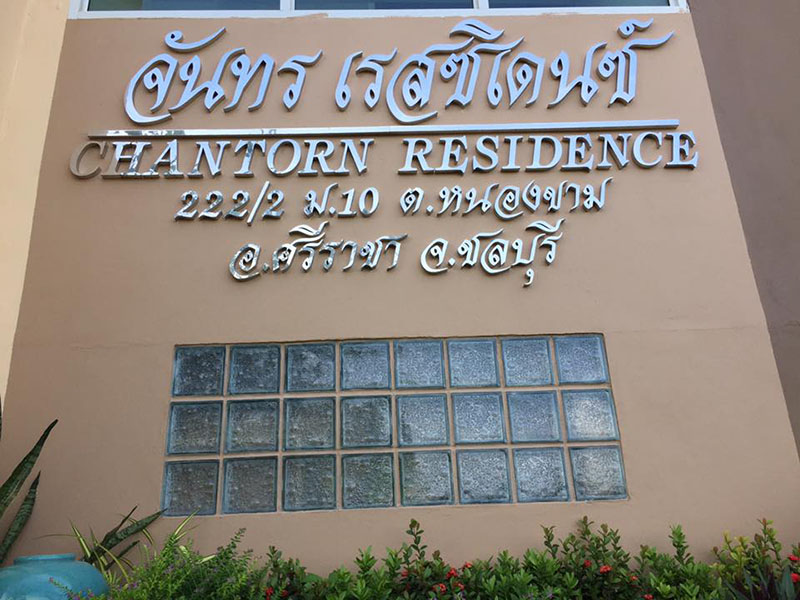 จันทร เรสซิเดนซ์
CHANTORN RESIDENCE
222/2 ม.10 ต.หนองขาม
อ.ศรีราชา จ.ชลบุรี